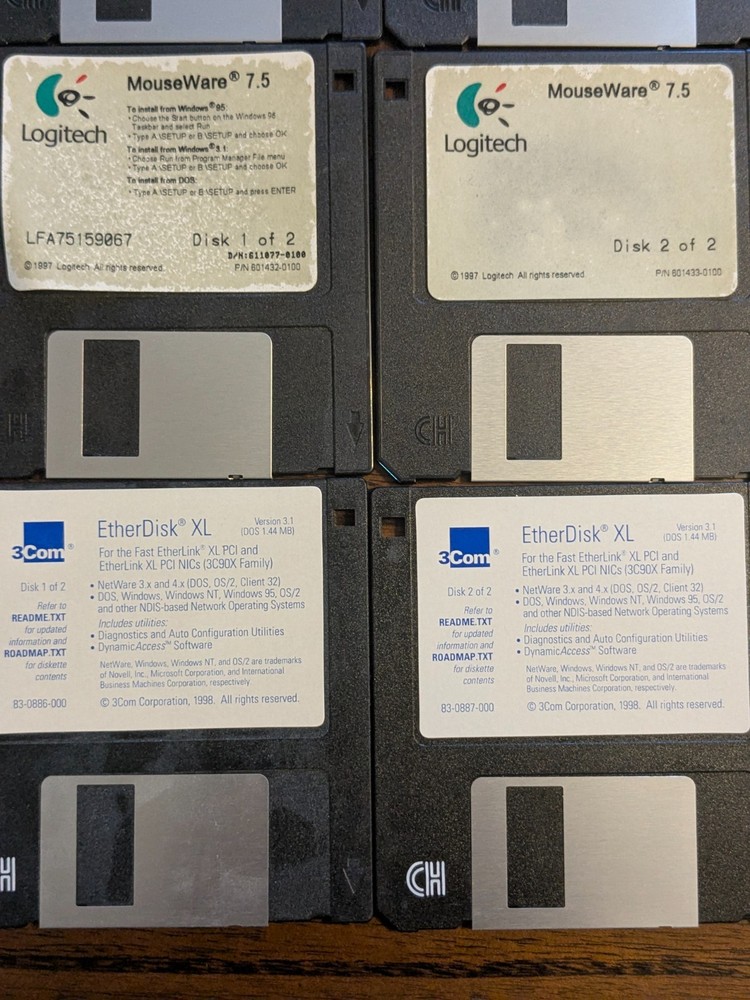 Logitech
MouseWare® 7.5
To install from Windows® 95:
• Choose the Start button on the Windows 95
Taskbar and select Run
• Type A:\SETUP or B:\SETUP and choose OK
To install from Windows® 3.1:
• Choose Run from Program Manager File menu
• Type A:\SETUP or B:\SETUP and choose OK
To install from DOS:
• Type A:\SETUP or B:\SETUP and press ENTER
LFA75159067
Disk 1 of 2
D/N:611077-0100
© 1997 Logitech All rights reserved.
P/N 601432-0100
Logitech
MouseWare® 7.5
Disk 2 of 2
© 1997 Logitech All rights reserved.
P/N 601433-0100
H
CH
3Com®
Disk 1 of 2
Refer to
README.TXT
for updated
information and
ROADMAP.TXT
for diskette
contents
B3-0886-000
EtherDisk® XL
Version 3.1
(DOS 1.44 MB)
For the Fast EtherLink® XL PCI and
EtherLink XL PCI NICs (3C90X Family)
• NetWare 3.x and 4.x (DOS, OS/2, Client 32)
• DOS, Windows, Windows NT, Windows 95, OS/2
and other NDIS-based Network Operating Systems
Includes utilities:
• Diagnostics and Auto Configuration Utilities
• DynamicAccess™ Software
NetWare, Windows, Windows NT, and OS/2 are trademarks
of Novell, Inc., Microsoft Corporation, and International
Business Machines Corporation, respectively.
© 3Com Corporation, 1998. All rights reserved.
3Com®
Disk 2 of 2
Refer to
README.TXT
for updated
information and
ROADMAP.TXT
for diskette
contents
B3-0887-000
EtherDisk® XL
Version 3.1
(DOS 1.44 MB)
For the Fast EtherLink® XL PCI and
EtherLink XL PCI NICs (3C90X Family)
• NetWare 3.x and 4.x (DOS, OS/2, Client 32)
• DOS, Windows, Windows NT, Windows 95, OS/2
and other NDIS-based Network Operating Systems
Includes utilities:
• Diagnostics and Auto Configuration Utilities
• DynamicAccess™ Software
NetWare, Windows, Windows NT, and OS/2 are trademarks
of Novell, Inc., Microsoft Corporation, and International
Business Machines Corporation, respectively.
© 3Com Corporation, 1998. All rights reserved.
H
CH